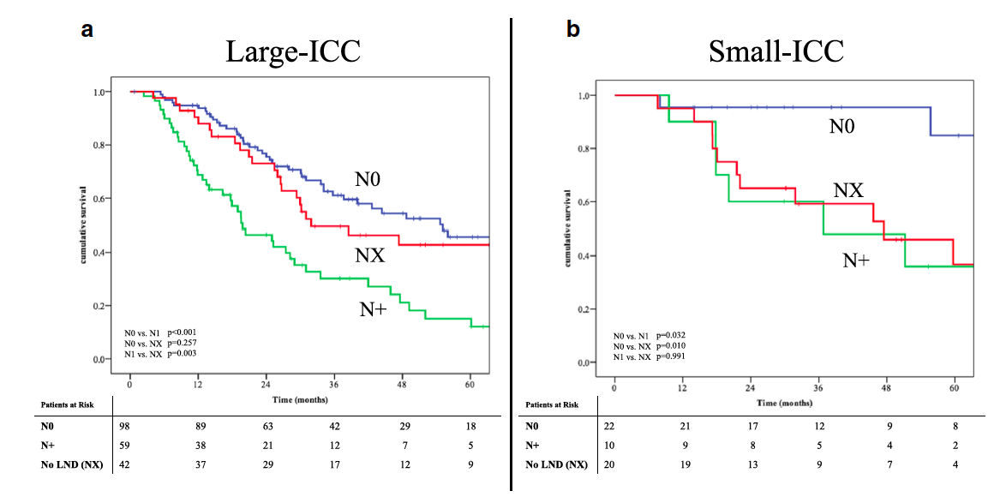 a
Large-ICC
1.0
0.8
0.6
0.4
0.2
0.0
cumulative survival
N0
NX
N+
N0 vs. N1 p<0.001
N0 vs. NX p=0.257
N1 vs. NX p=0.003
0 12 24 36 48 60
Time (months)
Patients at Risk
N0 98 89 63 42 29 18
N+ 59 38 21 12 7 5
No LND (NX) 42 37 29 17 12 9
b
Small-ICC
1.0
0.8
0.6
0.4
0.2
0.0
cumulative survival
N0
NX
N+
N0 vs. N1 p=0.032
N0 vs. NX p=0.010
N1 vs. NX p=0.991
0 12 24 36 48 60
Time (months)
Patients at Risk
N0 22 21 17 12 9 8
N+ 10 9 8 5 4 2
No LND (NX) 20 19 13 9 7 4